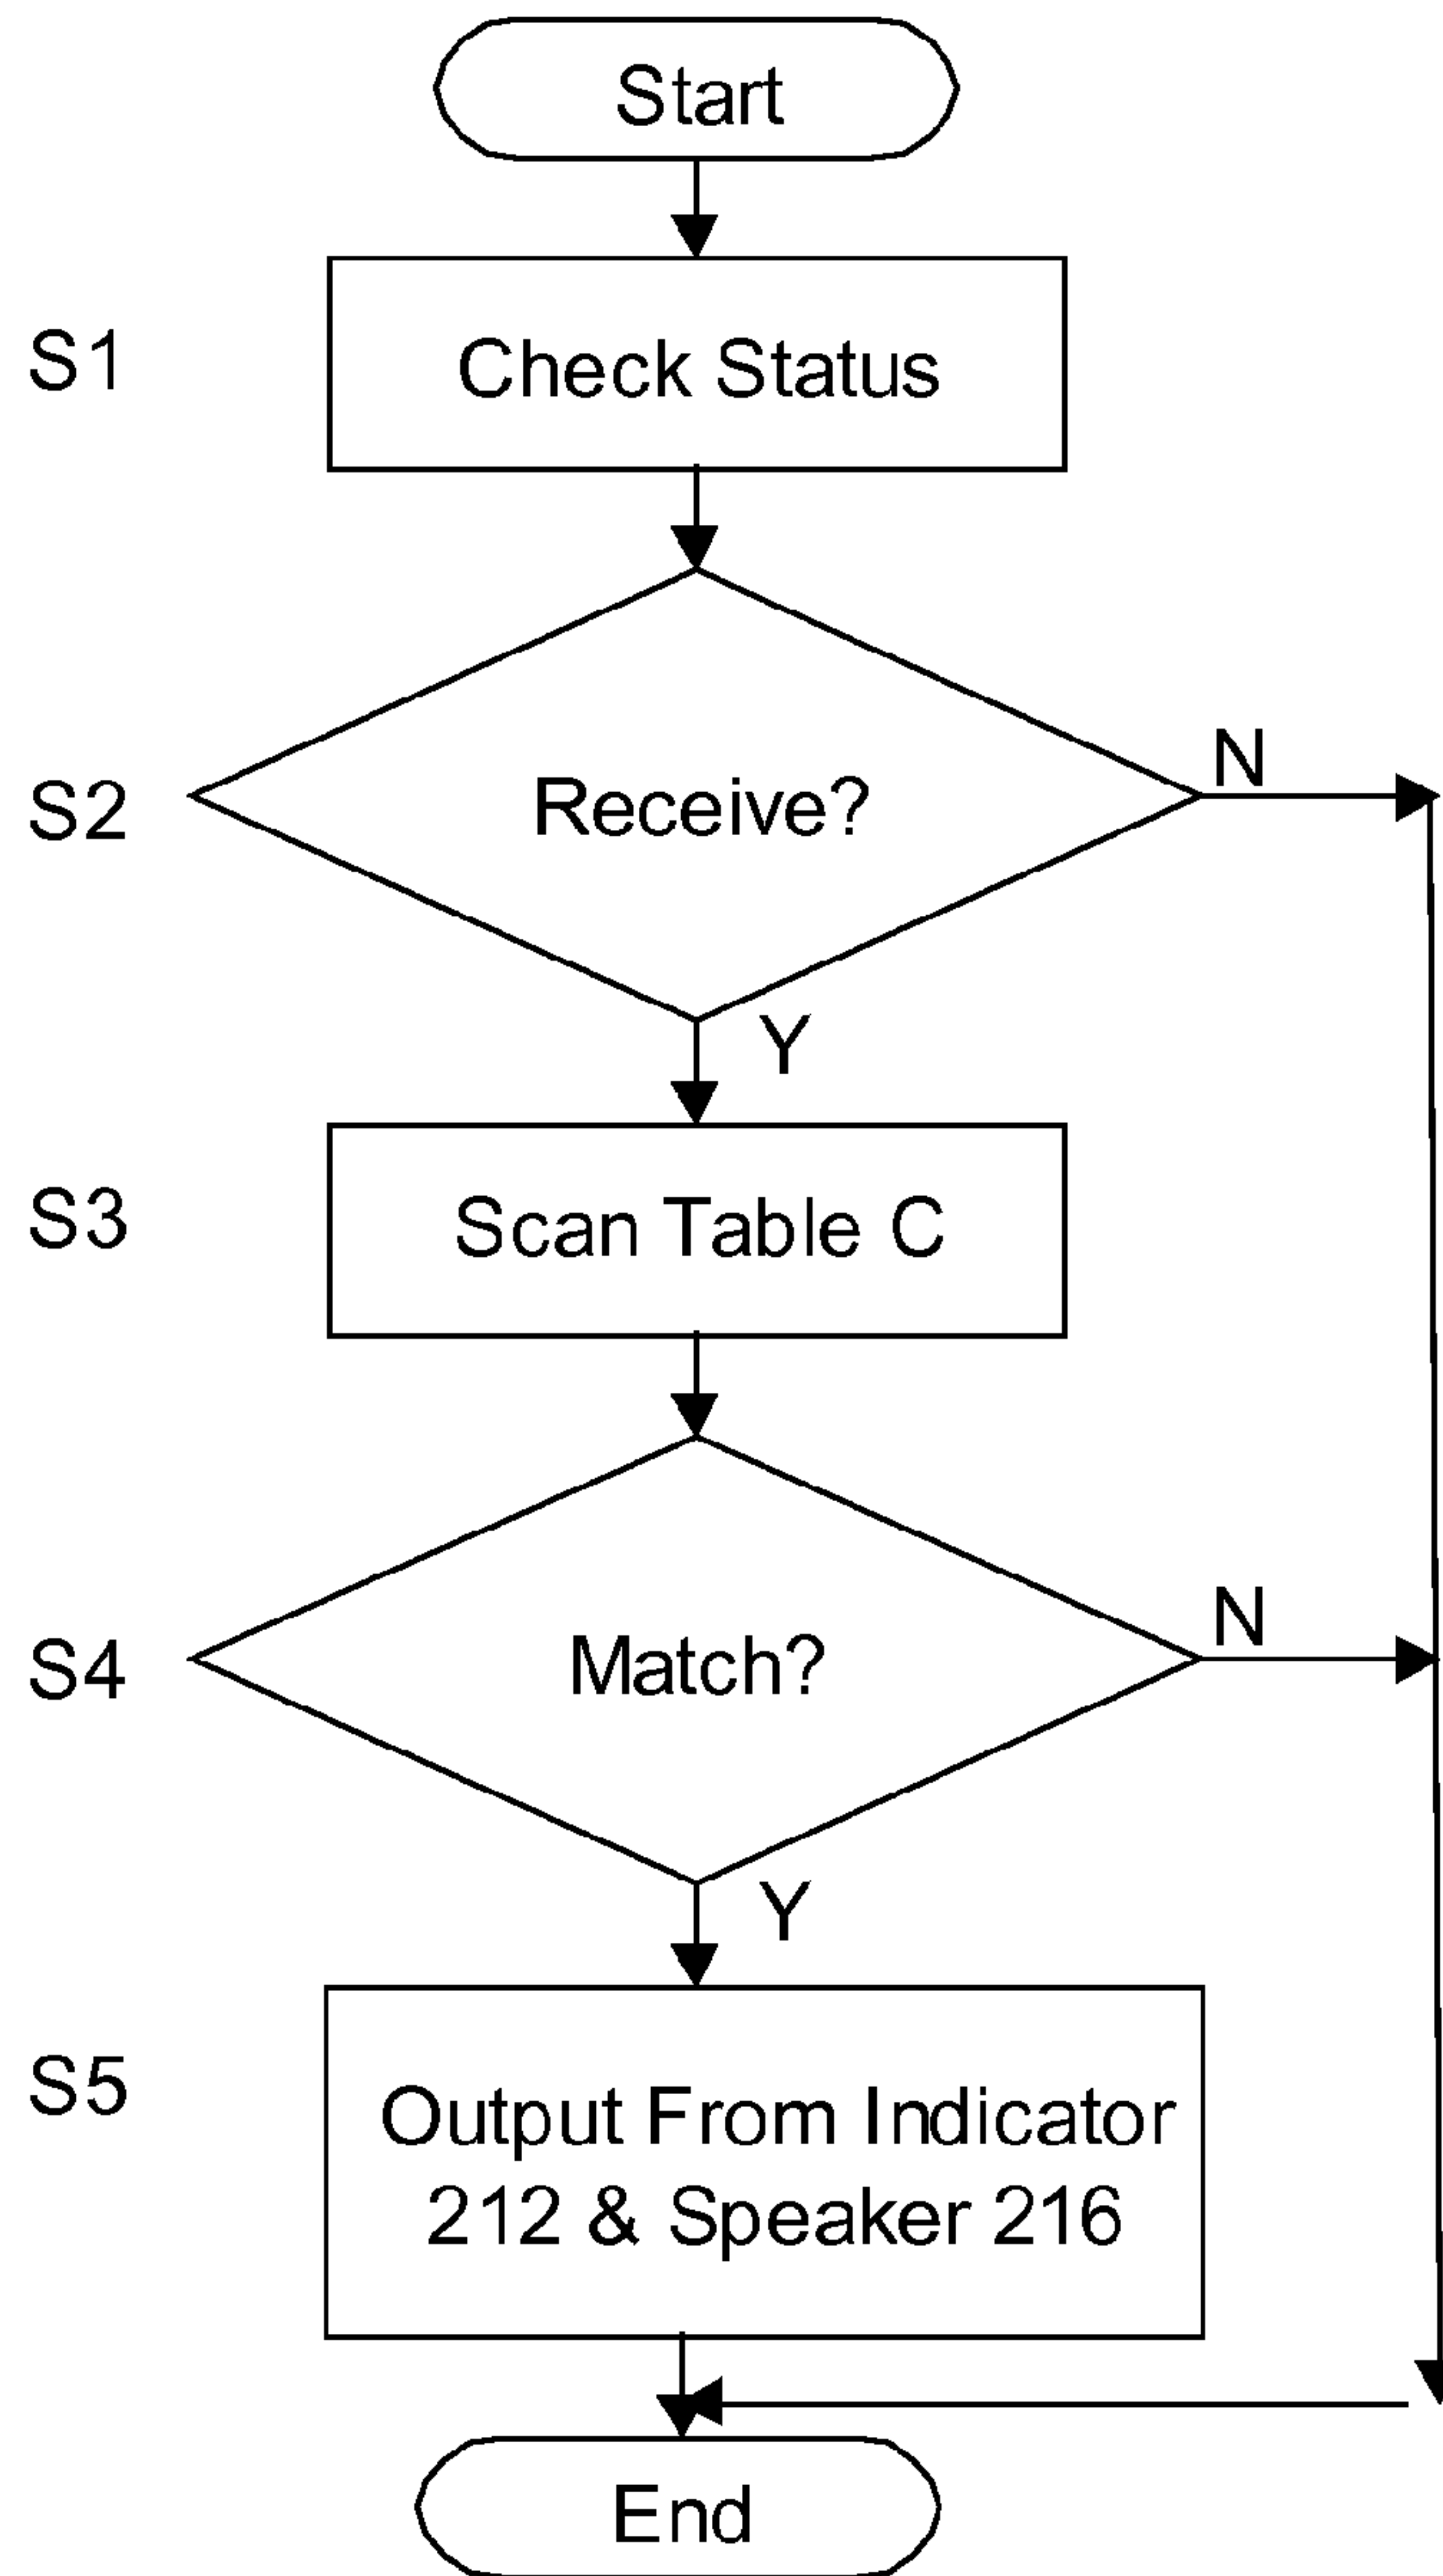 Start
S1
Check Status
S2
Receive?
N
Y
S3
Scan Table C
S4
Match?
N
Y
S5
Output From Indicator
212 & Speaker 216
End